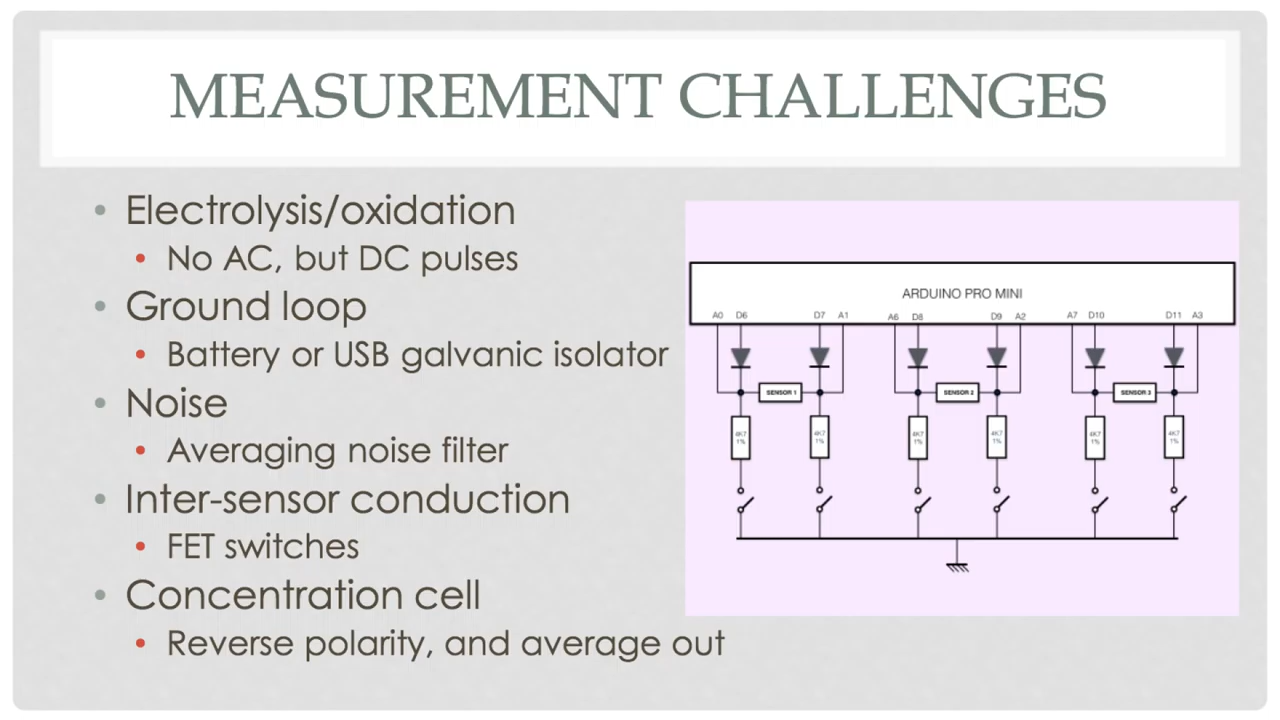 MEASUREMENT CHALLENGES
• Electrolysis/oxidation
• No AC, but DC pulses
• Ground loop
• Battery or USB galvanic isolator
• Noise
• Averaging noise filter
• Inter-sensor conduction
• FET switches
• Concentration cell
• Reverse polarity, and average out
ARDUINO PRO MINI
A0 D6 D7 A1 A6 D8 D9 A2 A7 D10 D11 A3
SENSOR 1 SENSOR 2 SENSOR 3
4K7 4K7 4K7 4K7 4K7 4K7
1% 1% 1% 1% 1% 1%